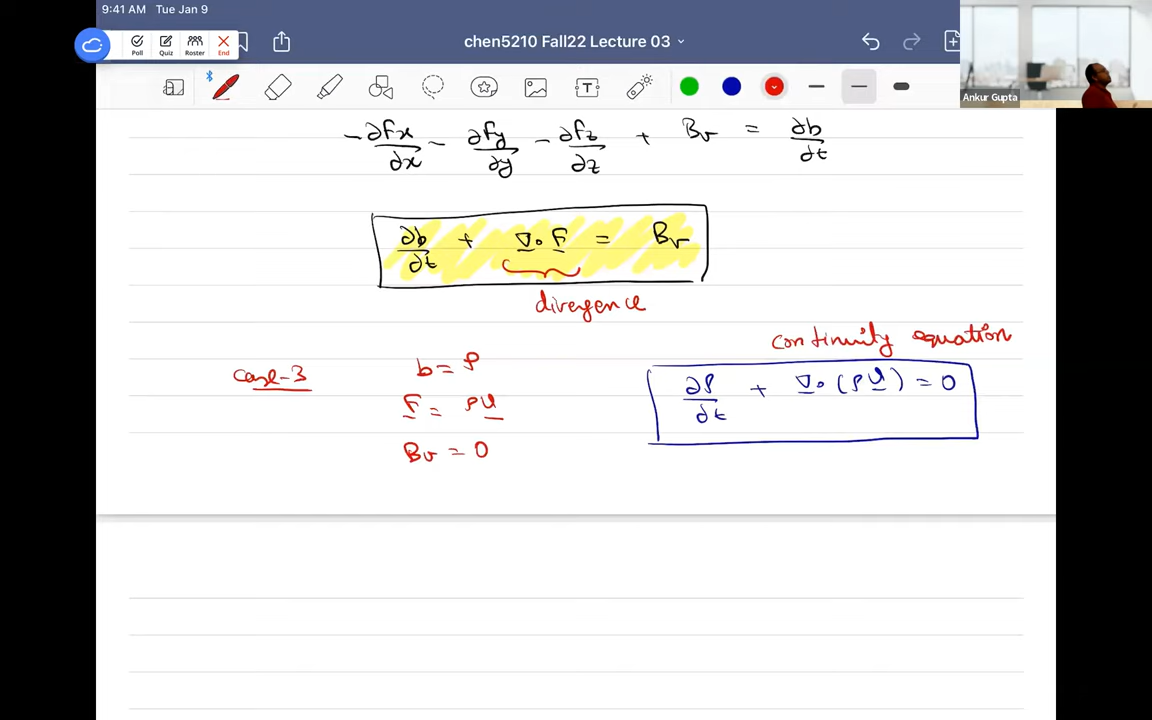 9:41 AM Tue Jan 9
Poll Quiz Roster End
chen5210 Fall22 Lecture 03
Ankur Gupta
-∂Fx/∂x - ∂Fy/∂y - ∂Fz/∂z + Bv = ∂b/∂t
∂b/∂t + ∇∘F = Bv
divergence
continuity equation
case-3
b = ρ
F = ρU
Bv = 0
∂ρ/∂t + ∇∘(ρU) = 0